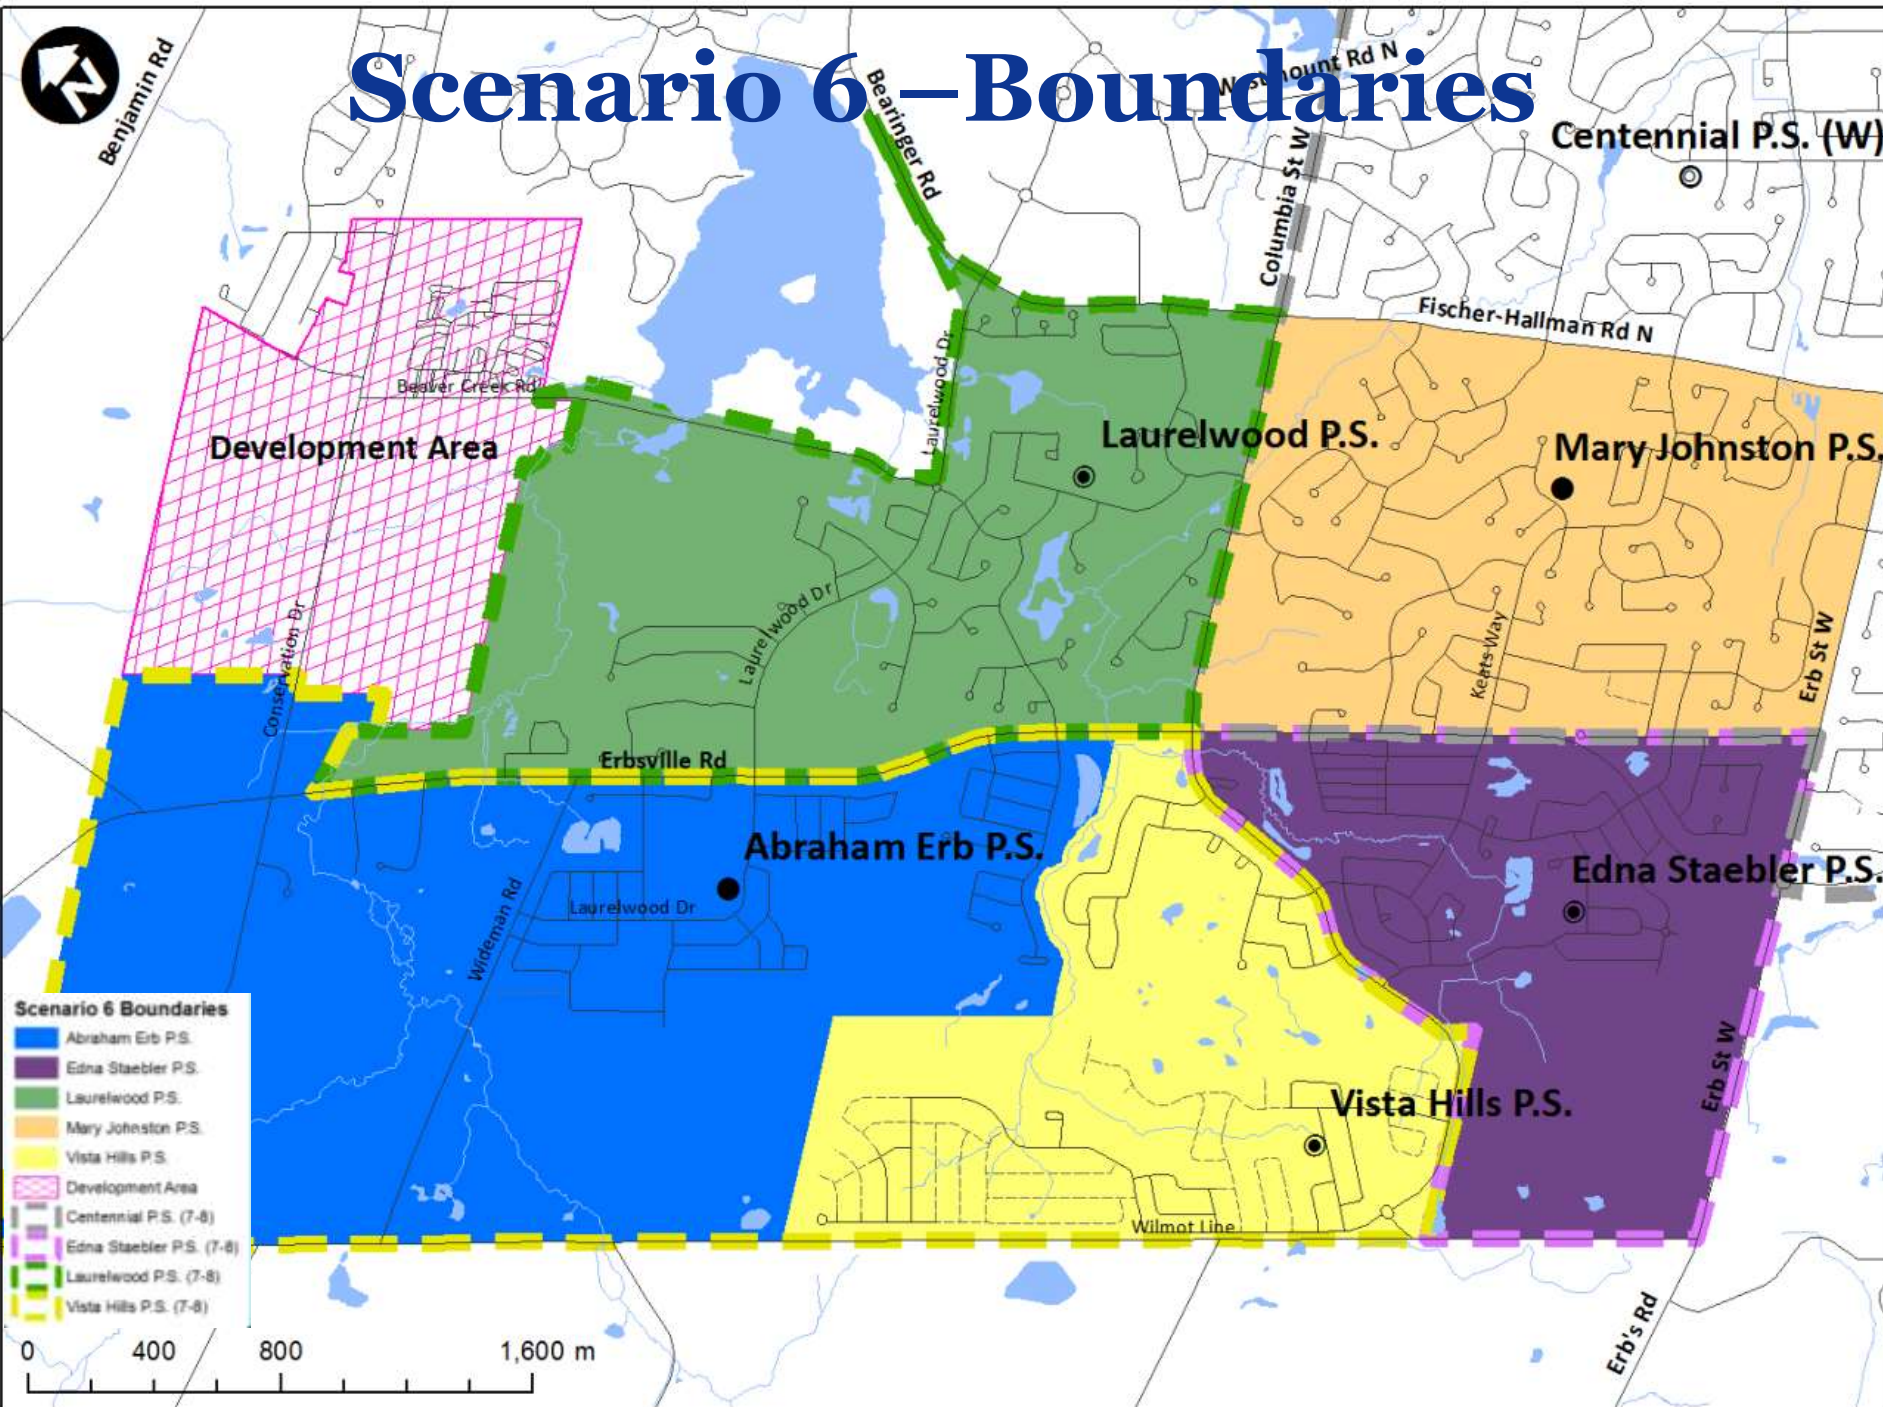 Scenario 6 –Boundaries
N
Benjamin Rd
Bearinger Rd
Westmount Rd N
Columbia St W
Centennial P.S. (W)
Fischer-Hallman Rd N
Beaver Creek Rd
Laurelwood Dr
Development Area
Laurelwood P.S.
Mary Johnston P.S.
Conservation Dr
Laurelwood Dr
Keats Way
Erb St W
Erbsville Rd
Abraham Erb P.S.
Edna Staebler P.S.
Wideman Rd
Laurelwood Dr
Erb St W
Vista Hills P.S.
Wilmot Line
Erb's Rd
Scenario 6 Boundaries
Abraham Erb P.S.
Edna Staebler P.S.
Laurelwood P.S.
Mary Johnston P.S.
Vista Hills P.S.
Development Area
Centennial P.S. (7-8)
Edna Staebler P.S. (7-8)
Laurelwood P.S. (7-8)
Vista Hills P.S. (7-8)
0 400 800 1,600 m